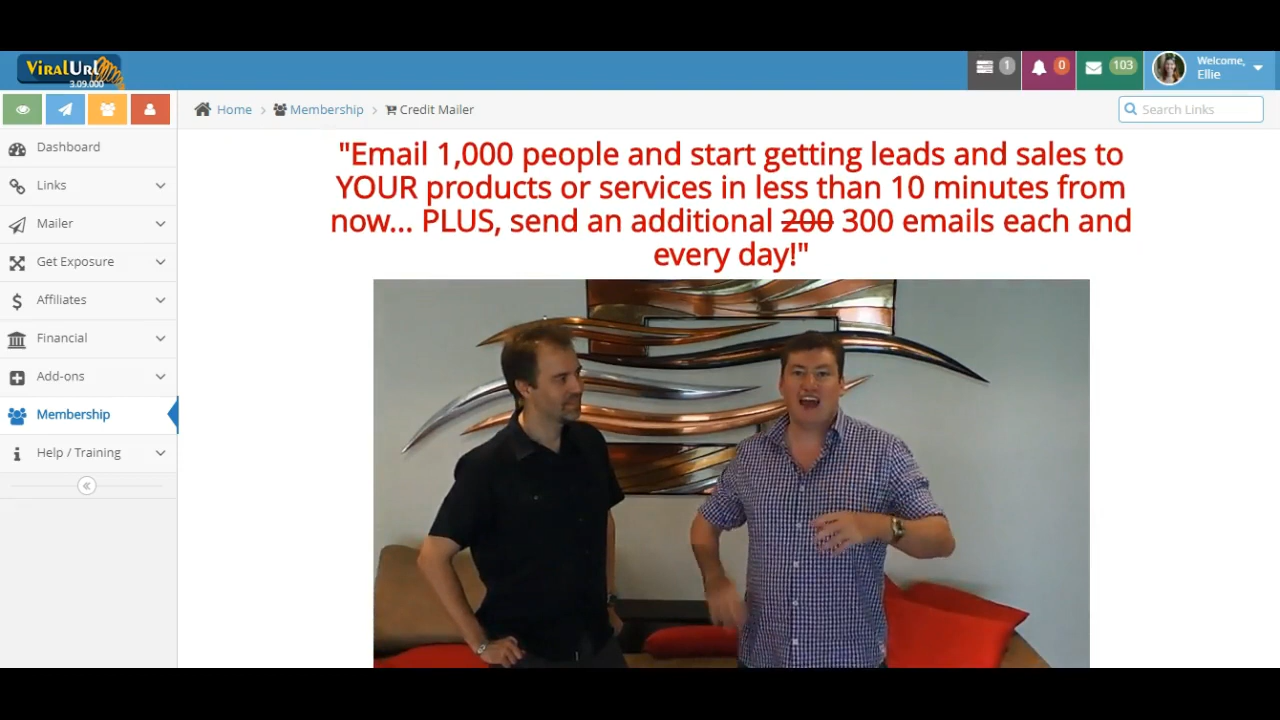 ViralUrl
3.09.000
1
0
103
Welcome,
Ellie
Home
Membership
Credit Mailer
Search Links
Dashboard
Links
Mailer
Get Exposure
Affiliates
Financial
Add-ons
Membership
Help / Training
"Email 1,000 people and start getting leads and sales to
YOUR products or services in less than 10 minutes from
now... PLUS, send an additional 200 300 emails each and
every day!"